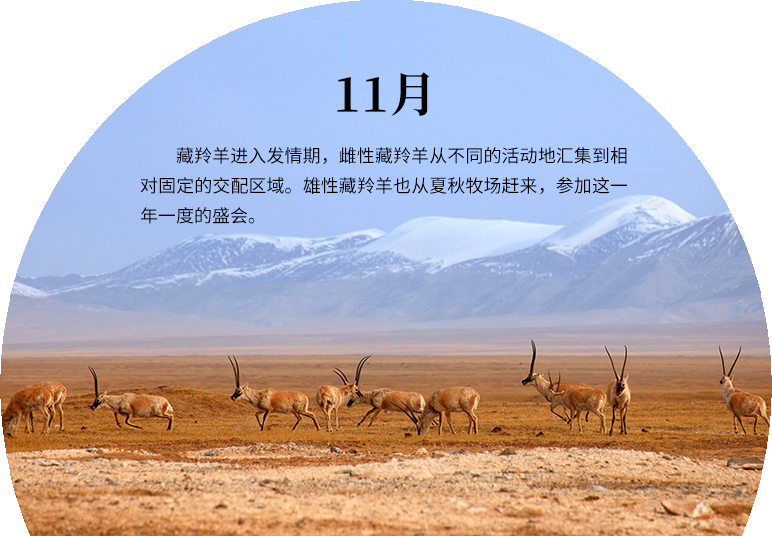 11月
藏羚羊进入发情期，雌性藏羚羊从不同的活动地汇集到相
对固定的交配区域。雄性藏羚羊也从夏秋牧场赶来，参加这一
年一度的盛会。